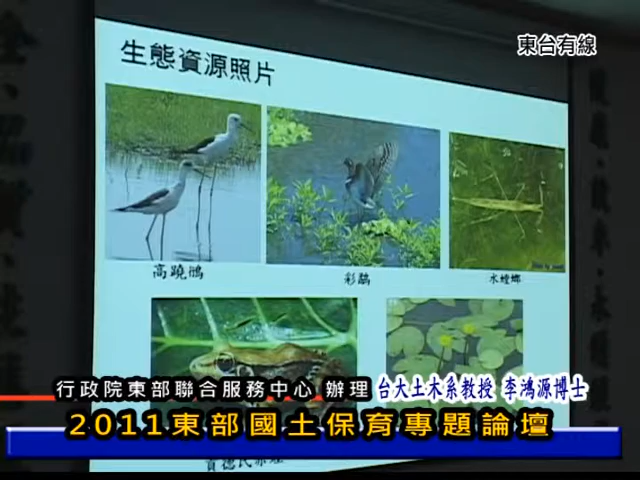 東台有線
生態資源照片
高蹺鴴
彩鷸
水螳螂
行政院東部聯合服務中心 辦理 台大土木系教授 李鴻源博士
2011東部國土保育專題論壇